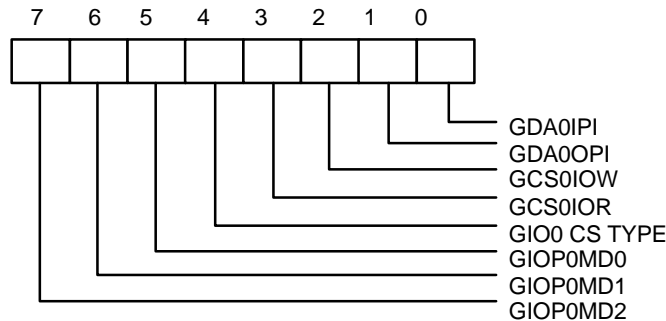 7 6 5 4 3 2 1 0
GDA0IPI
GDA0OPI
GCS0IOW
GCS0IOR
GIO0 CS TYPE
GIOP0MD0
GIOP0MD1
GIOP0MD2